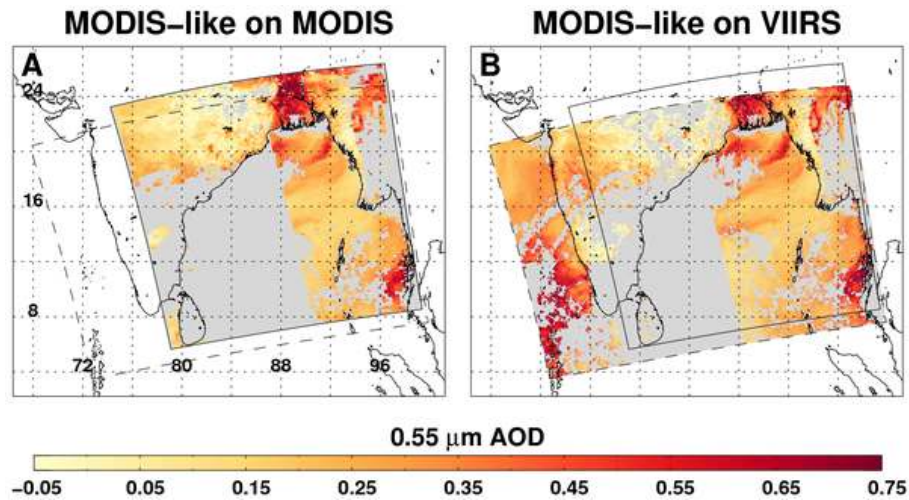 MODIS-like on MODIS
MODIS-like on VIIRS
A
B
24
16
8
72 80 88 96
0.55 μm AOD
-0.05 0.05 0.15 0.25 0.35 0.45 0.55 0.65 0.75